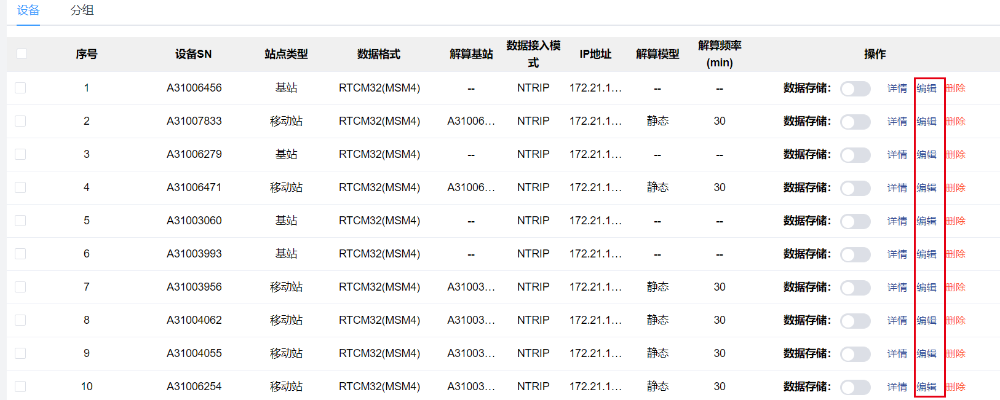 设备 分组
序号 设备SN 站点类型 数据格式 解算基站 数据接入模式 IP地址 解算模型 解算频率(min) 操作
1 A31006456 基站 RTCM32(MSM4) -- NTRIP 172.21.1... -- -- 数据存储： 详情 编辑 删除
2 A31007833 移动站 RTCM32(MSM4) A31006... NTRIP 172.21.1... 静态 30 数据存储： 详情 编辑 删除
3 A31006279 基站 RTCM32(MSM4) -- NTRIP 172.21.1... -- -- 数据存储： 详情 编辑 删除
4 A31006471 移动站 RTCM32(MSM4) A31006... NTRIP 172.21.1... 静态 30 数据存储： 详情 编辑 删除
5 A31003060 基站 RTCM32(MSM4) -- NTRIP 172.21.1... -- -- 数据存储： 详情 编辑 删除
6 A31003993 基站 RTCM32(MSM4) -- NTRIP 172.21.1... -- -- 数据存储： 详情 编辑 删除
7 A31003956 移动站 RTCM32(MSM4) A31003... NTRIP 172.21.1... 静态 30 数据存储： 详情 编辑 删除
8 A31004062 移动站 RTCM32(MSM4) A31003... NTRIP 172.21.1... 静态 30 数据存储： 详情 编辑 删除
9 A31004055 移动站 RTCM32(MSM4) A31003... NTRIP 172.21.1... 静态 30 数据存储： 详情 编辑 删除
10 A31006254 移动站 RTCM32(MSM4) A31003... NTRIP 172.21.1... 静态 30 数据存储： 详情 编辑 删除